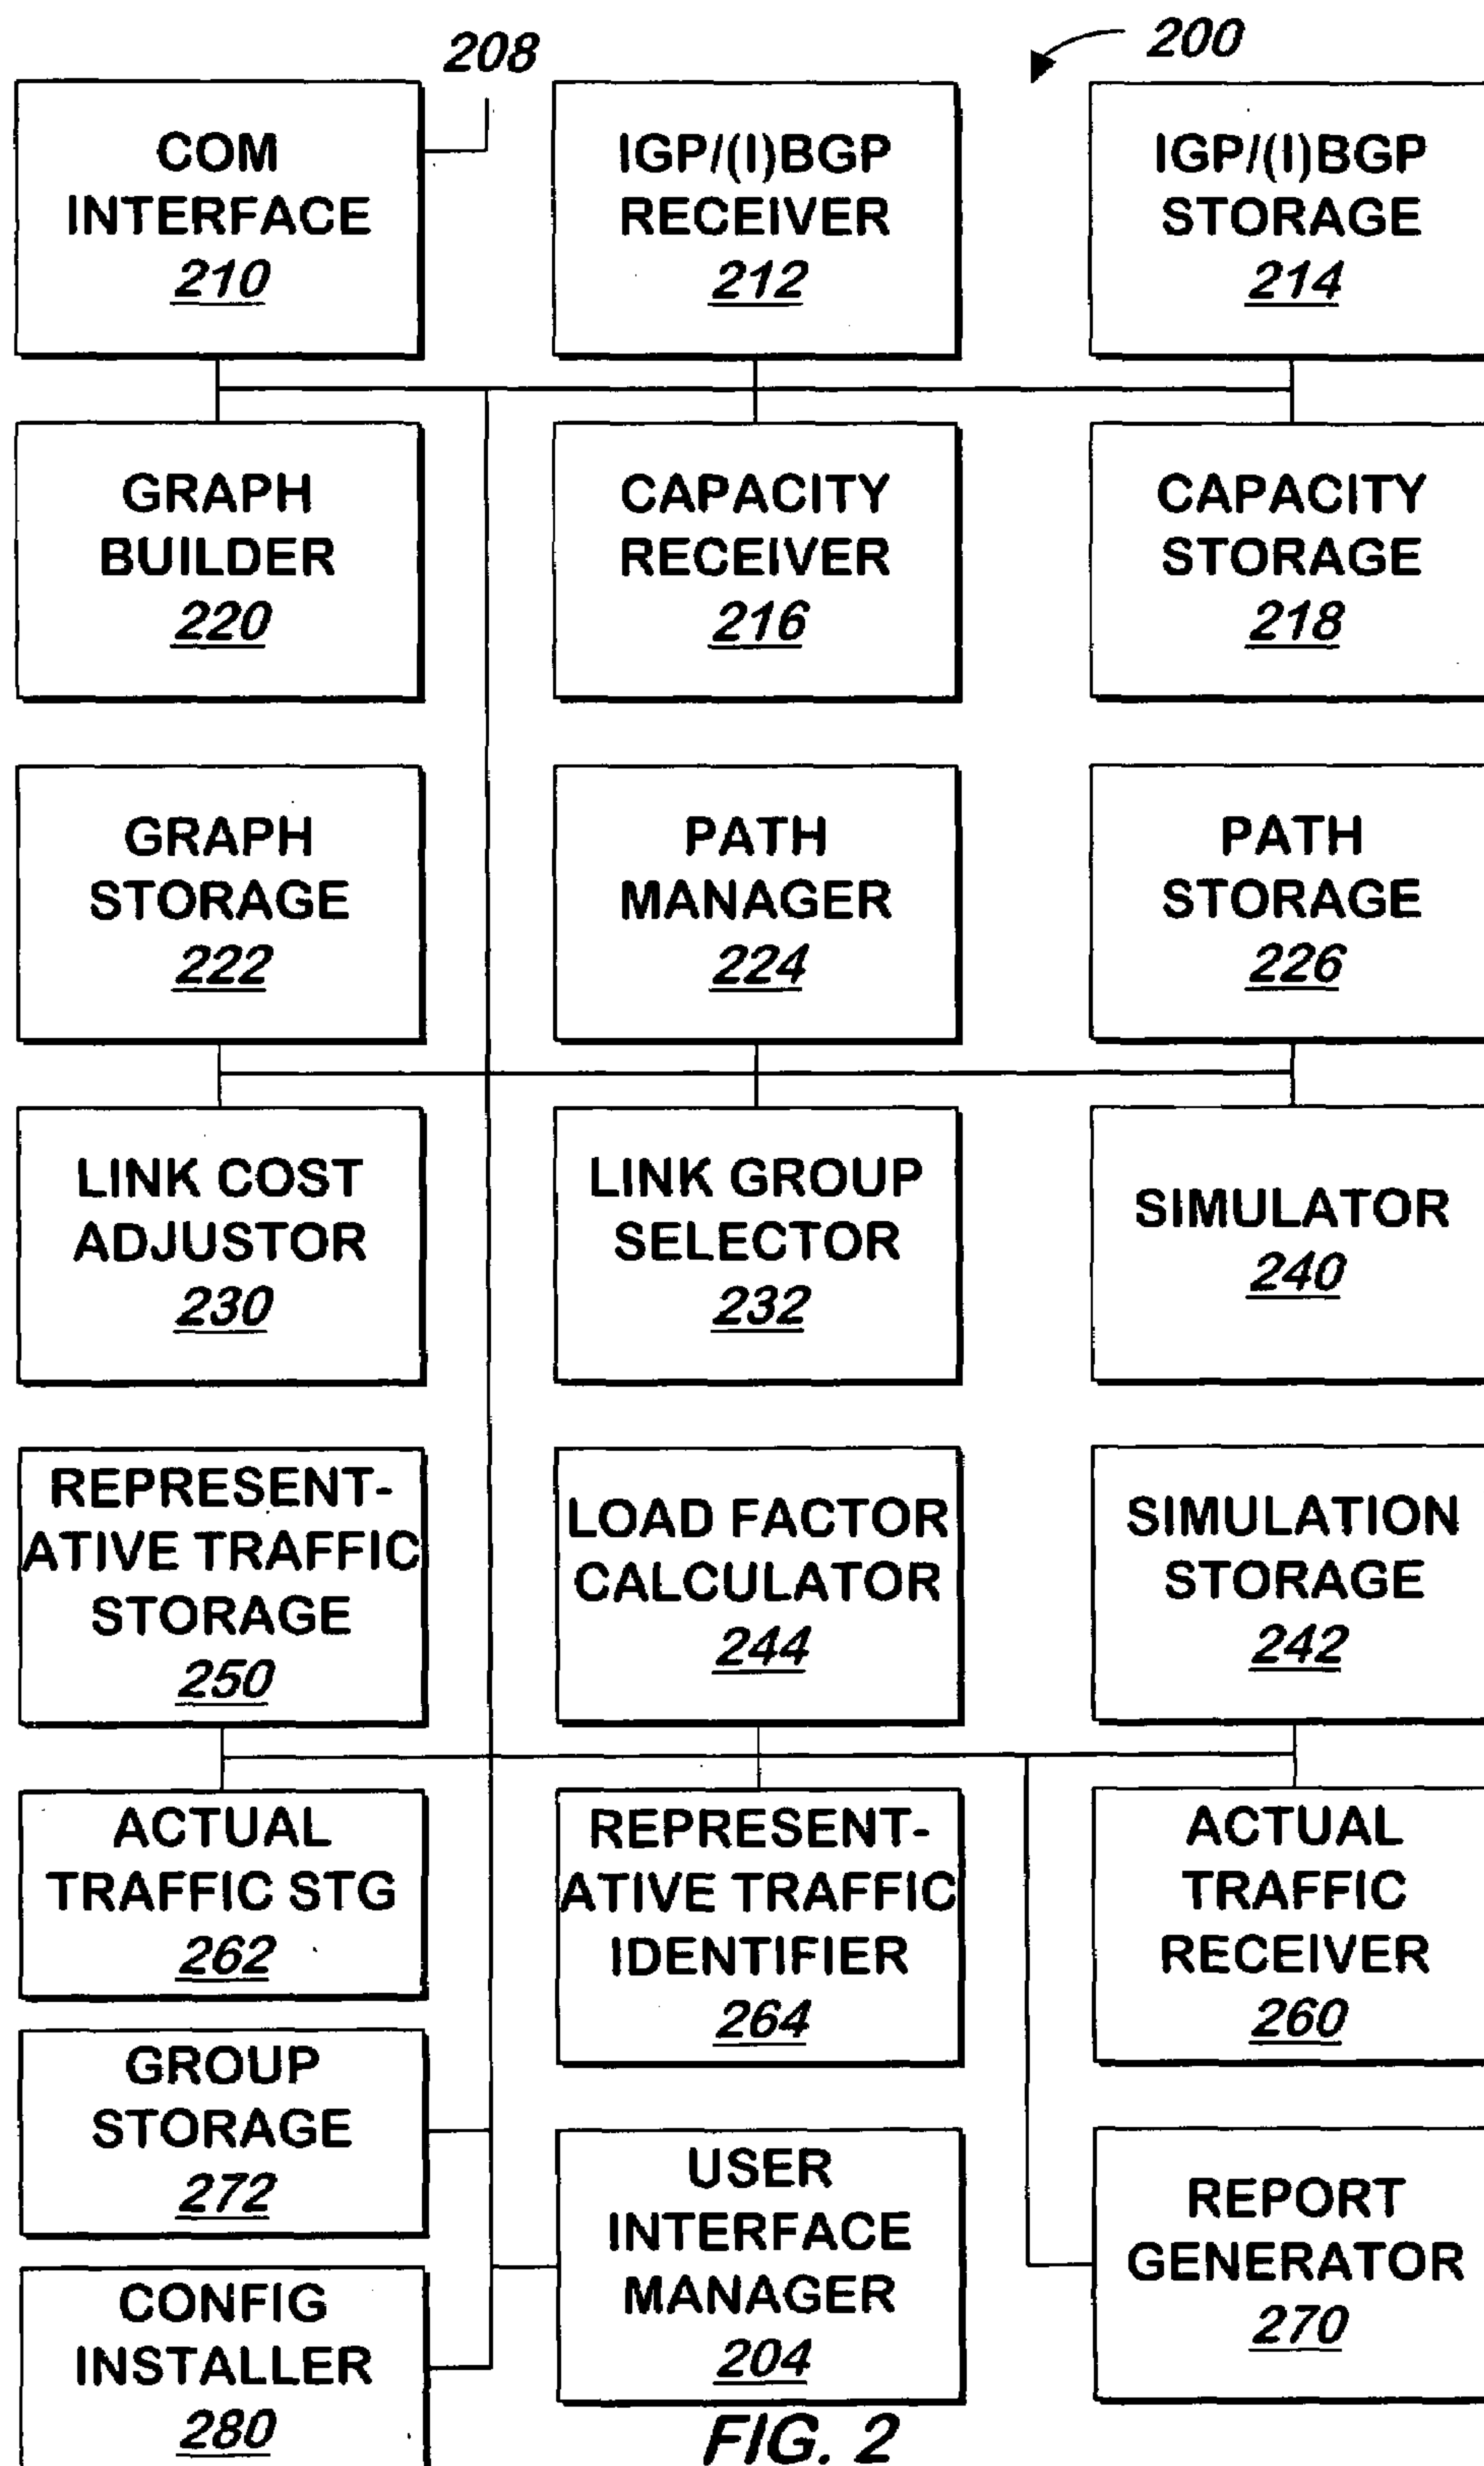 208
200
COM
INTERFACE
210
IGP/(I)BGP
RECEIVER
212
IGP/(I)BGP
STORAGE
214
GRAPH
BUILDER
220
CAPACITY
RECEIVER
216
CAPACITY
STORAGE
218
GRAPH
STORAGE
222
PATH
MANAGER
224
PATH
STORAGE
226
LINK COST
ADJUSTOR
230
LINK GROUP
SELECTOR
232
SIMULATOR
240
REPRESENT-
ATIVE TRAFFIC
STORAGE
250
LOAD FACTOR
CALCULATOR
244
SIMULATION
STORAGE
242
ACTUAL
TRAFFIC STG
262
REPRESENT-
ATIVE TRAFFIC
IDENTIFIER
264
ACTUAL
TRAFFIC
RECEIVER
260
GROUP
STORAGE
272
USER
INTERFACE
MANAGER
204
REPORT
GENERATOR
270
CONFIG
INSTALLER
280
FIG. 2